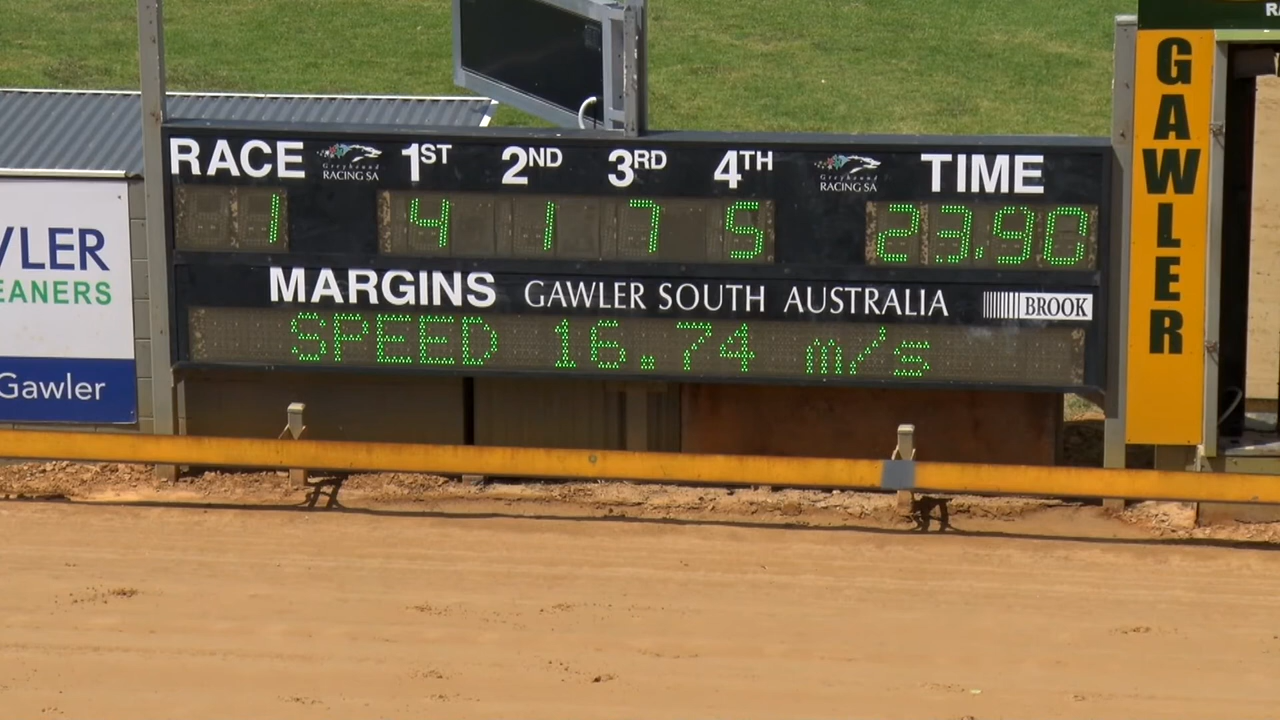 RACE Greyhound RACING SA 1ST 2ND 3RD 4TH Greyhound RACING SA TIME
1 4 1 7 5 23.90
MARGINS GAWLER SOUTH AUSTRALIA BROOK
SPEED 16.74 m/s
GAWLER
VLER
EANERS
Gawler